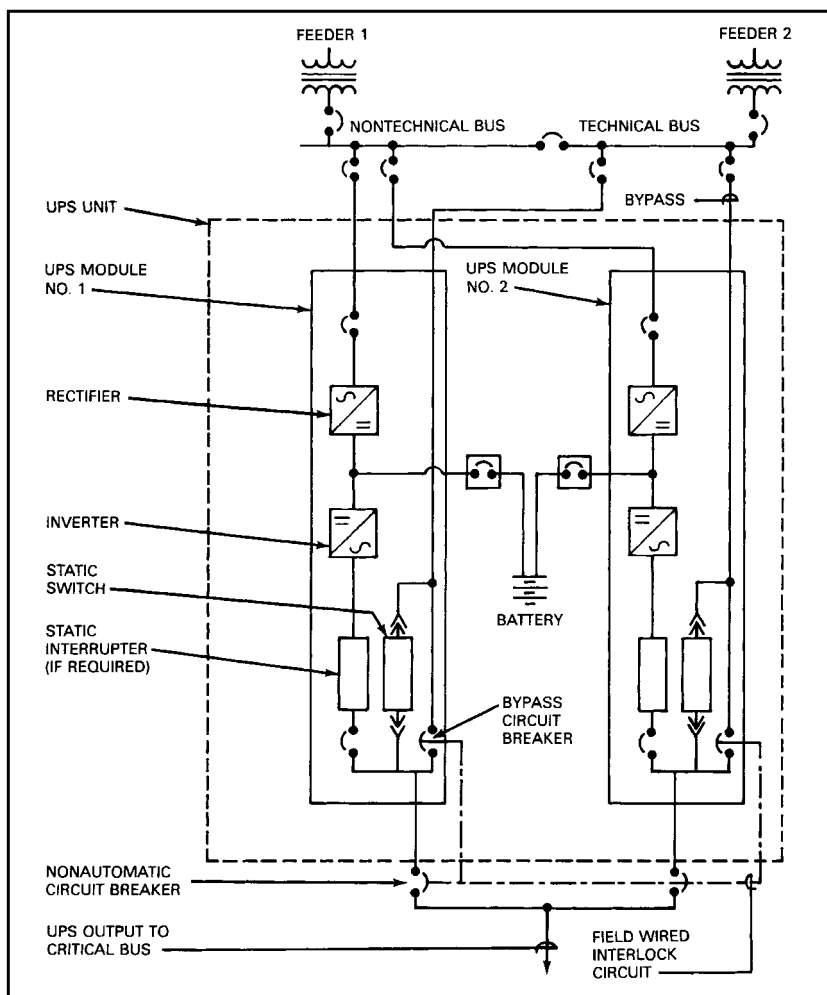 FEEDER 1
FEEDER 2
NONTECHNICAL BUS
TECHNICAL BUS
BYPASS
UPS UNIT
UPS MODULE
NO. 1
UPS MODULE
NO. 2
RECTIFIER
INVERTER
STATIC
SWITCH
BATTERY
STATIC
INTERRUPTER
(IF REQUIRED)
BYPASS
CIRCUIT
BREAKER
NONAUTOMATIC
CIRCUIT BREAKER
UPS OUTPUT TO
CRITICAL BUS
FIELD WIRED
INTERLOCK
CIRCUIT